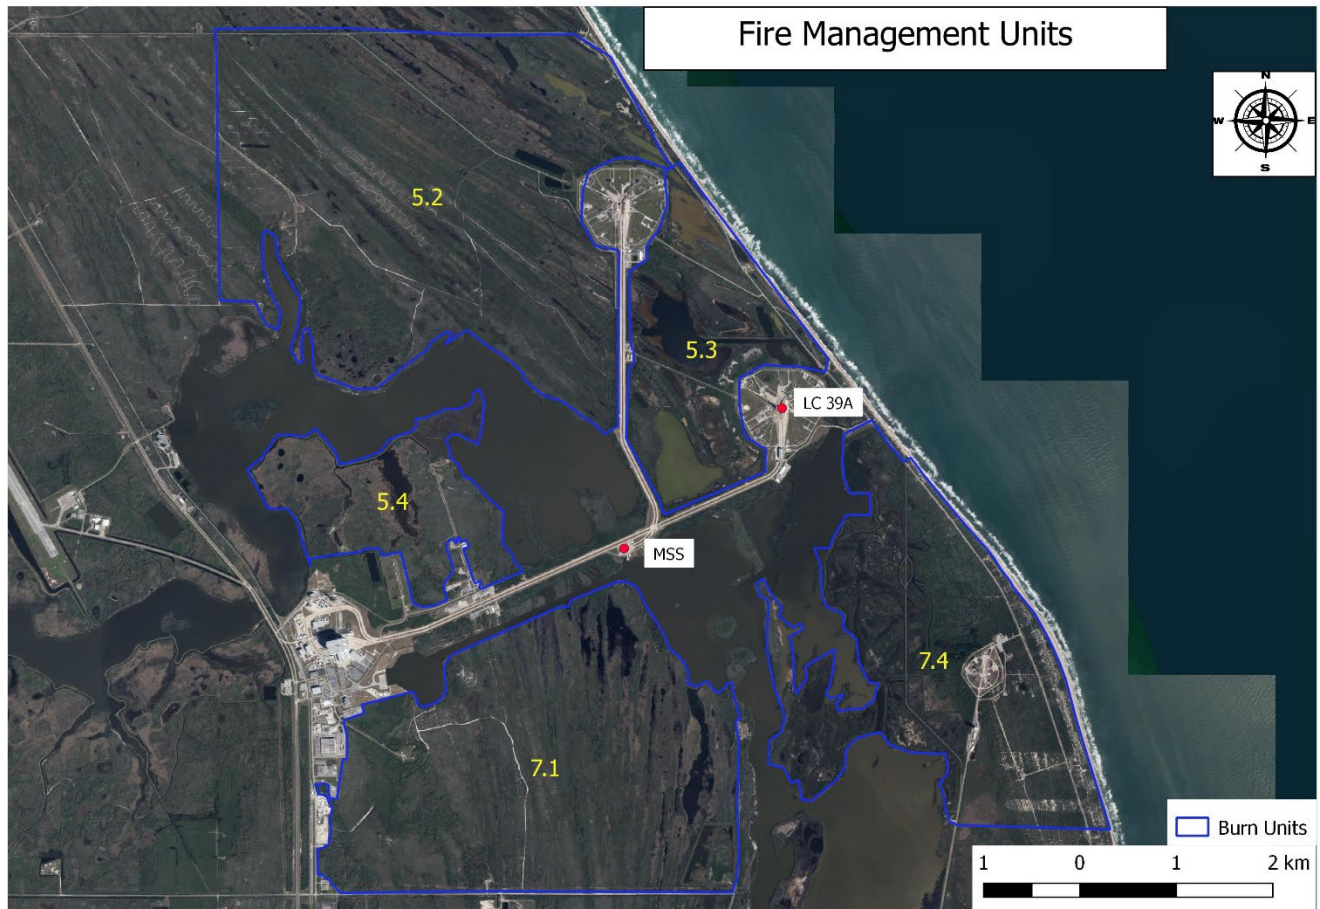 Fire Management Units
N
W E
S
5.2
5.3
LC 39A
5.4
MSS
7.4
7.1
Burn Units
1 0 1 2 km